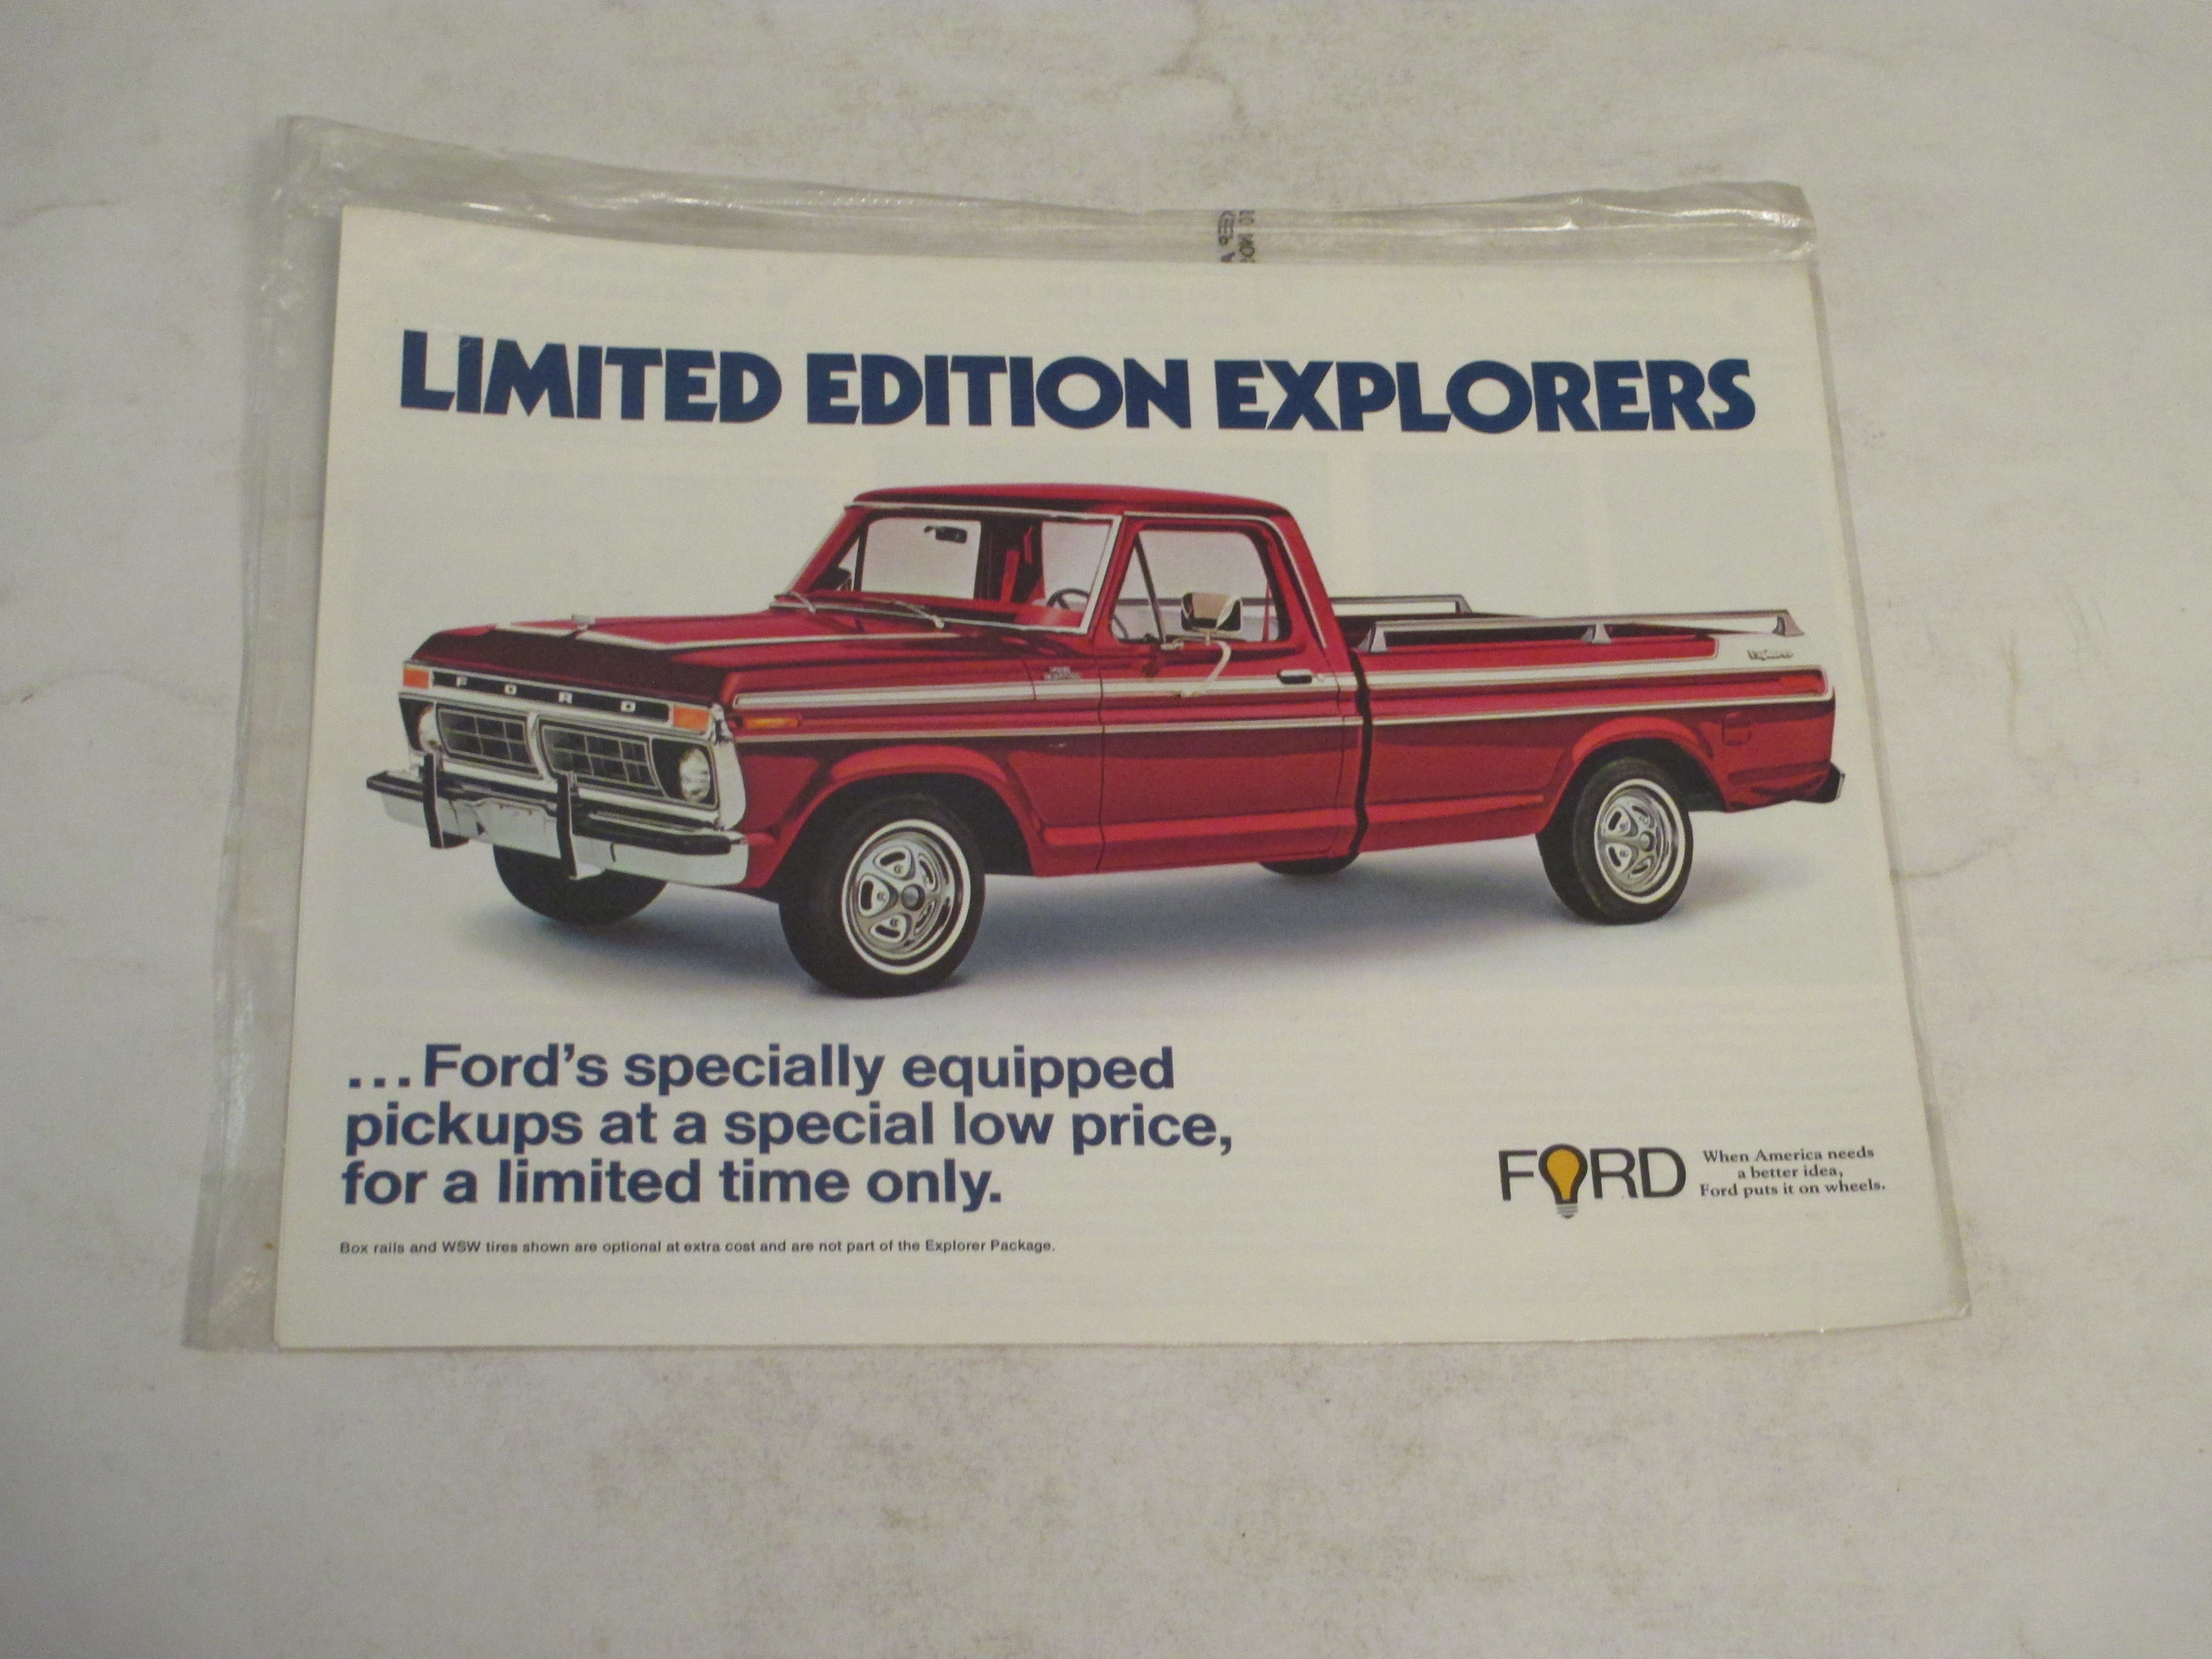 LIMITED EDITION EXPLORERS
FORD
Explorer
...Ford's specially equipped
pickups at a special low price,
for a limited time only.
FORD
When America needs
a better idea,
Ford puts it on wheels.
Box rails and WSW tires shown are optional at extra cost and are not part of the Explorer Package.